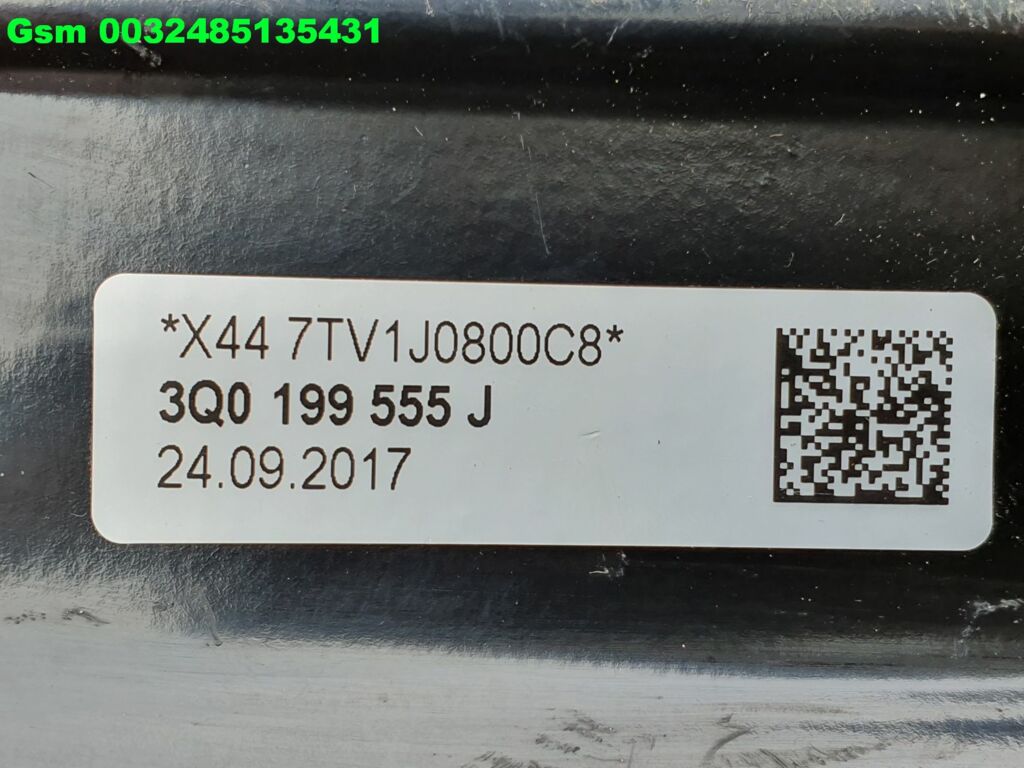 Gsm 0032485135431
*X44 7TV1J0800C8*
3Q0 199 555 J
24.09.2017